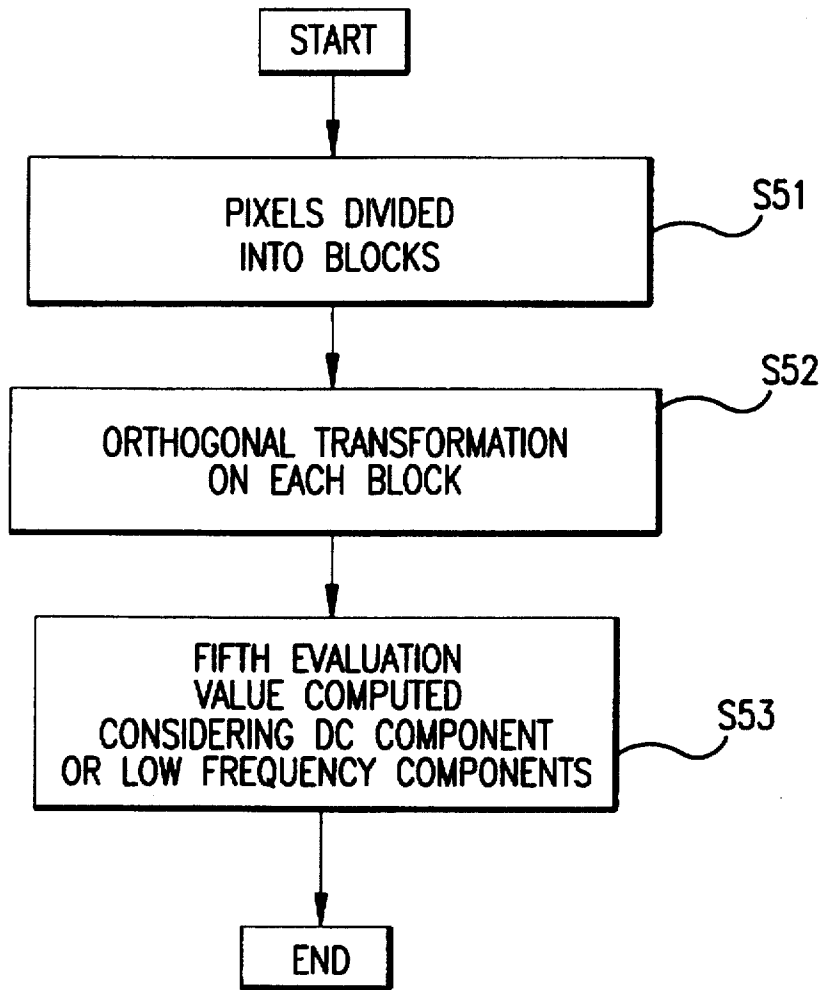 START
PIXELS DIVIDED
INTO BLOCKS
S51
ORTHOGONAL TRANSFORMATION
ON EACH BLOCK
S52
FIFTH EVALUATION
VALUE COMPUTED
CONSIDERING DC COMPONENT
OR LOW FREQUENCY COMPONENTS
S53
END